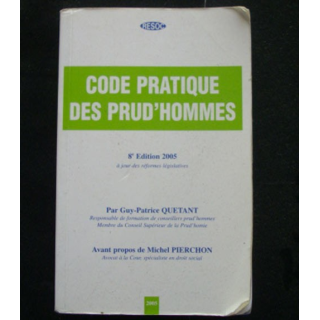 RESOC
CODE PRATIQUE
DES PRUD'HOMMES
8e Edition 2005
à jour des réformes législatives
Par Guy-Patrice QUETANT
Responsable de formation de conseillers prud'hommes
Membre du Conseil Supérieur de la Prud'homie
Avant propos de Michel PIERCHON
Avocat à la Cour, spécialiste en droit social
2005